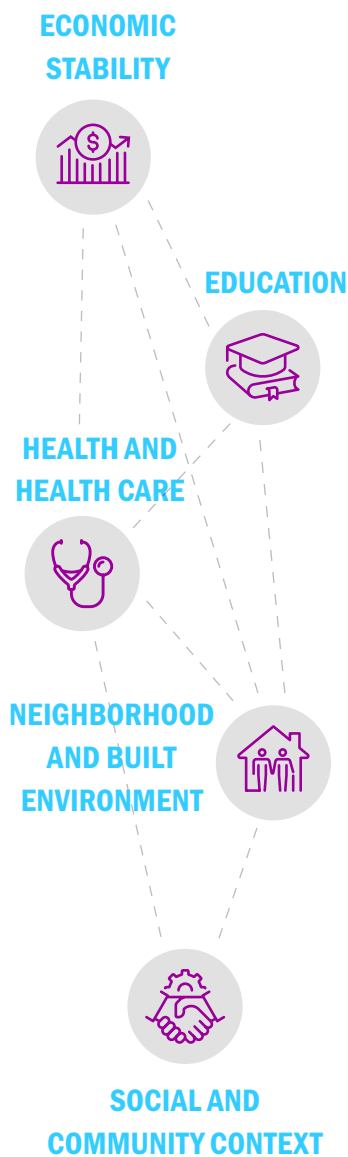 ECONOMIC
STABILITY
$
EDUCATION
HEALTH AND
HEALTH CARE
NEIGHBORHOOD
AND BUILT
ENVIRONMENT
SOCIAL AND
COMMUNITY CONTEXT